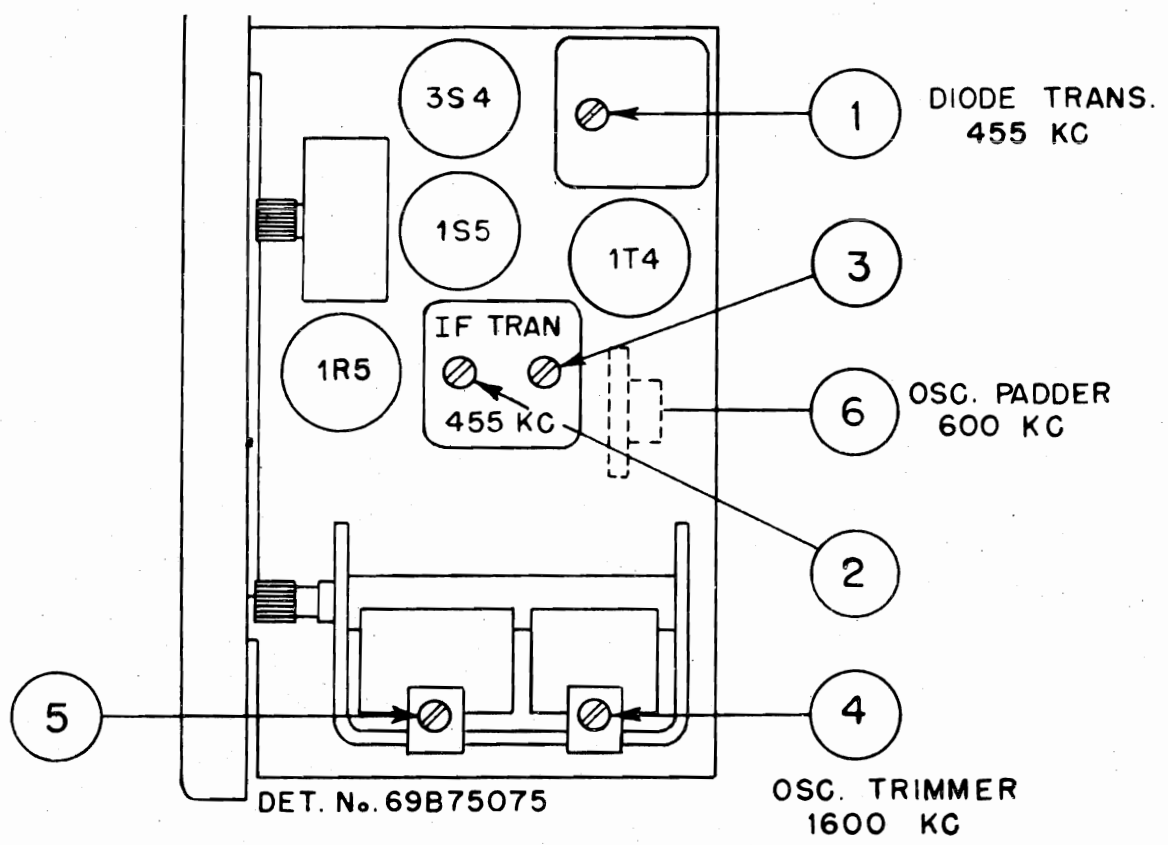 3S4
1
DIODE TRANS.
455 KC
1S5
1T4
3
IF TRAN
1R5
455 KC
6
OSC. PADDER
600 KC
2
5
4
DET. No. 69B75075
OSC. TRIMMER
1600 KC